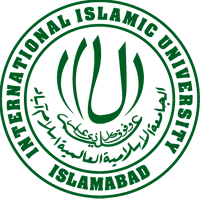 INTERNATIONAL ISLAMIC UNIVERSITY
وفوق كل ذي علم عليم
الجامعة الإسلامية العالمية إسلام آباد
ISLAMABAD